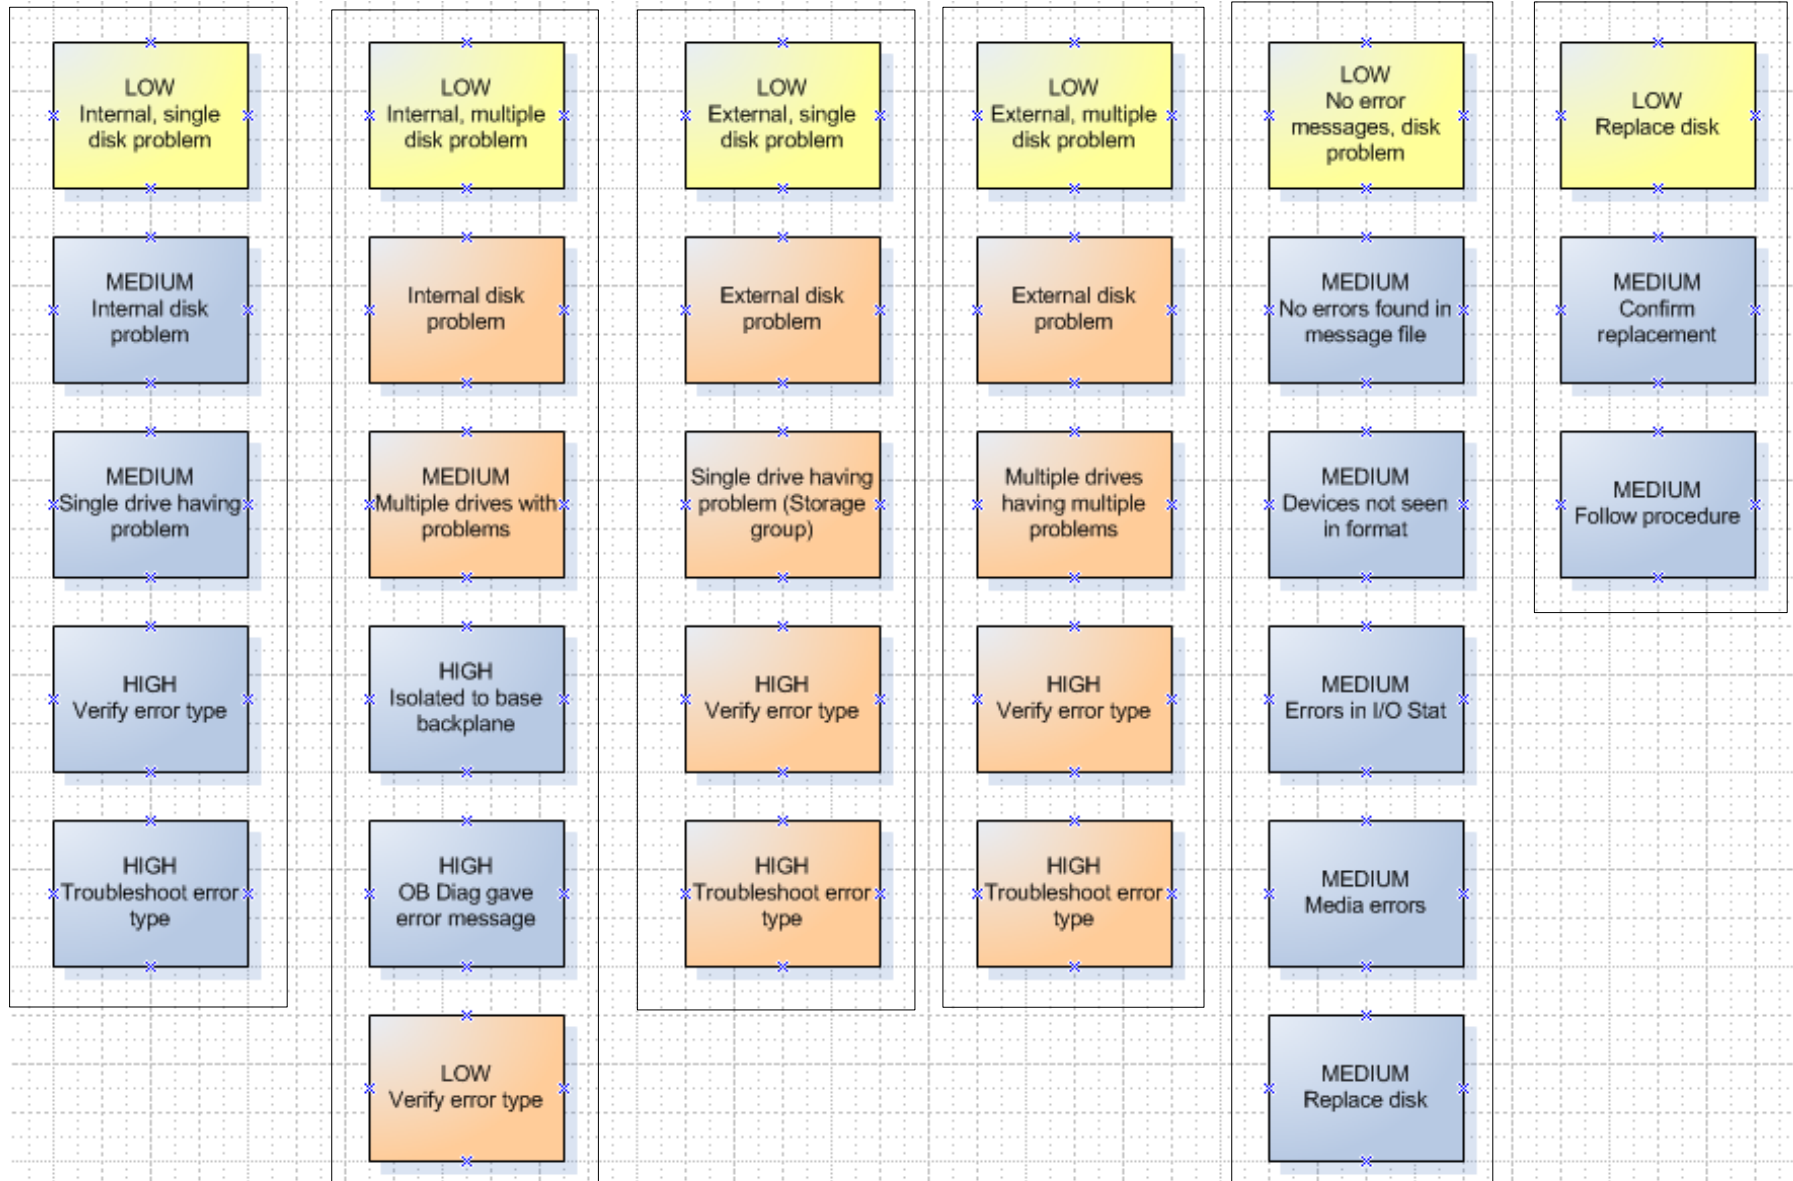 LOW
Internal, single
disk problem
MEDIUM
Internal disk
problem
MEDIUM
Single drive having
problem
HIGH
Verify error type
HIGH
Troubleshoot error
type
LOW
Internal, multiple
disk problem
Internal disk
problem
MEDIUM
Multiple drives with
problems
HIGH
Isolated to base
backplane
HIGH
OB Diag gave
error message
LOW
Verify error type
LOW
External, single
disk problem
External disk
problem
Single drive having
problem (Storage
group)
HIGH
Verify error type
HIGH
Troubleshoot error
type
LOW
External, multiple
disk problem
External disk
problem
Multiple drives
having multiple
problems
HIGH
Verify error type
HIGH
Troubleshoot error
type
LOW
No error
messages, disk
problem
MEDIUM
No errors found in
message file
MEDIUM
Devices not seen
in format
MEDIUM
Errors in I/O Stat
MEDIUM
Media errors
MEDIUM
Replace disk
LOW
Replace disk
MEDIUM
Confirm
replacement
MEDIUM
Follow procedure